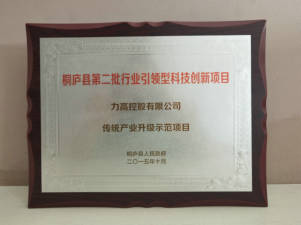 桐庐县第二批行业引领型科技创新项目
力高控股有限公司
传统产业升级示范项目
桐庐县人民政府
二〇一五年十月